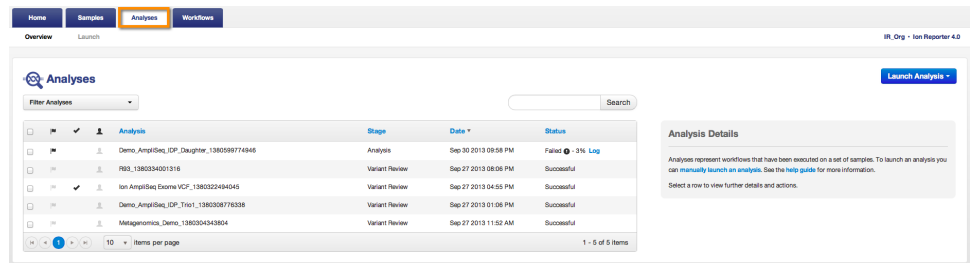 Home Samples Analyses Workflows
Overview Launch IR_Org • Ion Reporter 4.0
Analyses
Launch Analysis
Filter Analyses Search
Analysis Stage Date Status
Demo_AmpliSeq_IDP_Daughter_1380599774946 Analysis Sep 30 2013 09:58 PM Failed - 3% Log
R93_1380334001316 Variant Review Sep 27 2013 08:06 PM Successful
Ion AmpliSeq Exome VCF_1380322494045 Variant Review Sep 27 2013 04:55 PM Successful
Demo_AmpliSeq_IDP_Trio1_1380308776338 Variant Review Sep 27 2013 01:06 PM Successful
Metagenomics_Demo_1380304343804 Variant Review Sep 27 2013 11:52 AM Successful
1 10 items per page 1 - 5 of 5 items
Analysis Details
Analyses represent workflows that have been executed on a set of samples. To launch an analysis you
can manually launch an analysis. See the help guide for more information.
Select a row to view further details and actions.